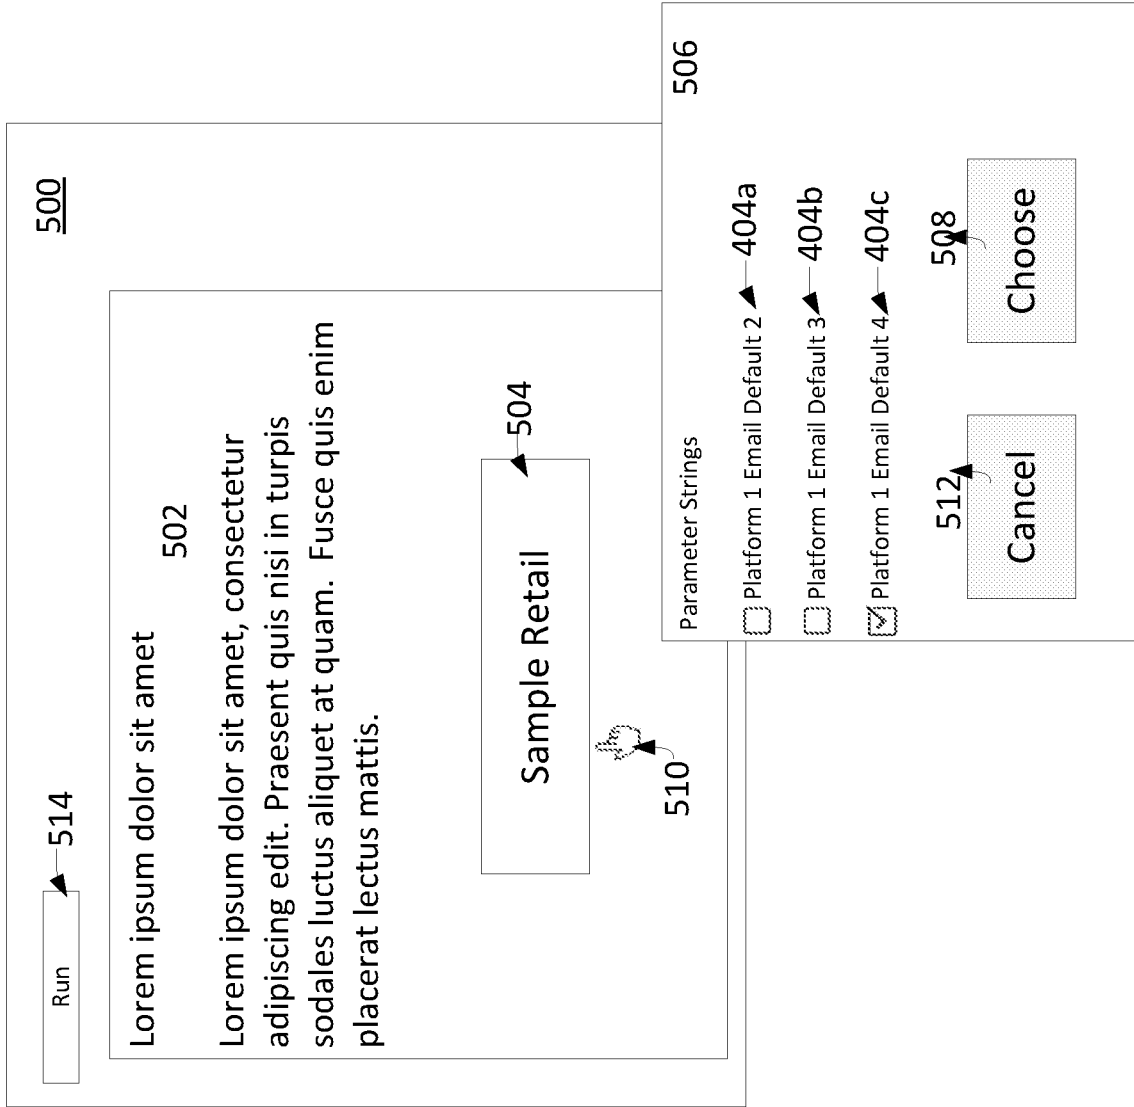 Run
514
500
Lorem ipsum dolor sit amet
502
Lorem ipsum dolor sit amet, consectetur
adipiscing edit. Praesent quis nisi in turpis
sodales luctus aliquet at quam. Fusce quis enim
placerat lectus mattis.
504
Sample Retail
510
506
Parameter Strings
Platform 1 Email Default 2 404a
Platform 1 Email Default 3 404b
Platform 1 Email Default 4 404c
512 508
Cancel Choose